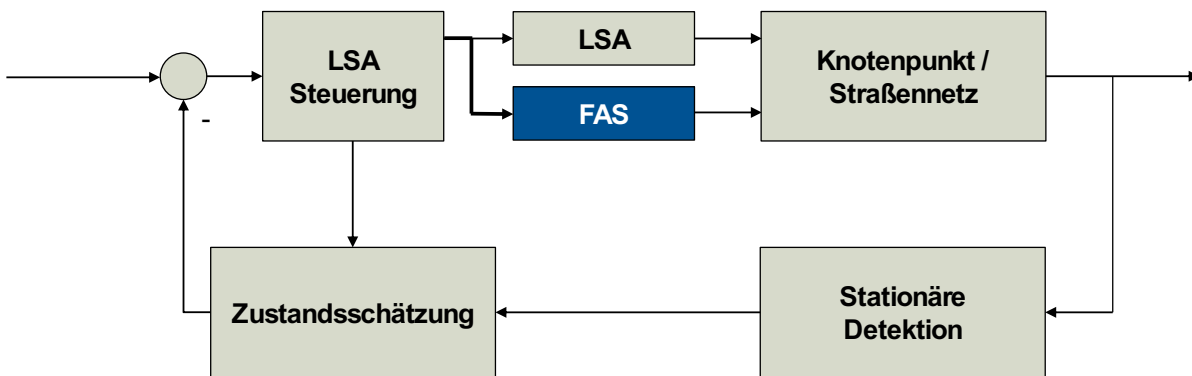 LSA
Steuerung
LSA
FAS
Knotenpunkt /
Straßennetz
-
Zustandsschätzung
Stationäre
Detektion